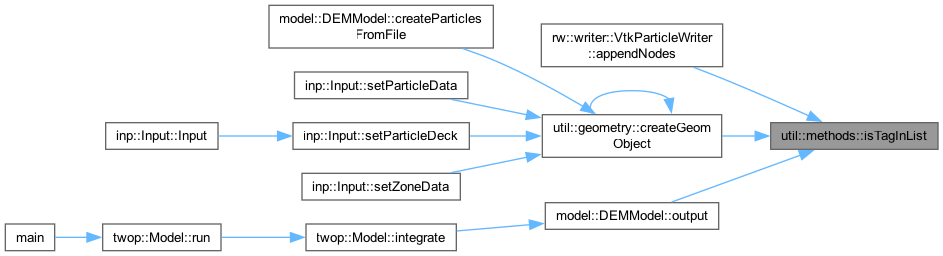 model::DEMModel::createParticles
FromFile
rw::writer::VtkParticleWriter
::appendNodes
inp::Input::setParticleData
inp::Input::Input
inp::Input::setParticleDeck
util::geometry::createGeom
Object
util::methods::isTagInList
inp::Input::setZoneData
model::DEMModel::output
main
twop::Model::run
twop::Model::integrate